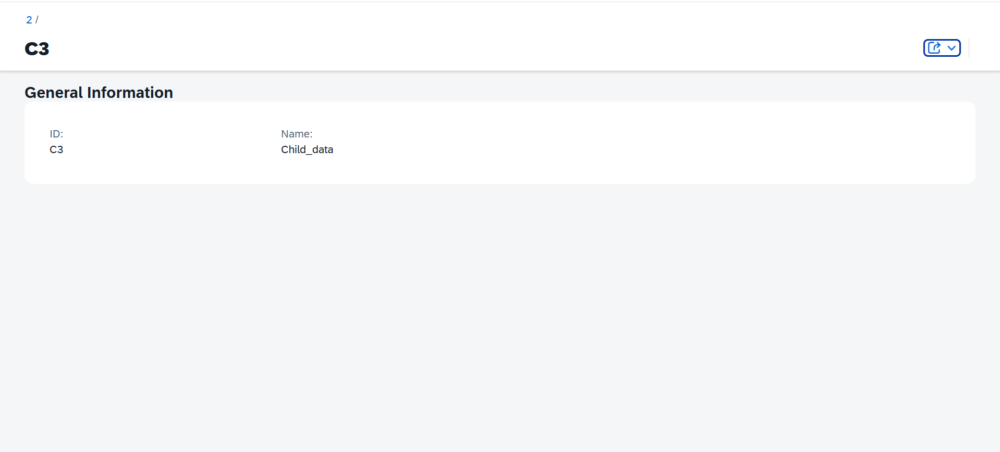 2 /
C3
General Information
ID:
C3
Name:
Child_data